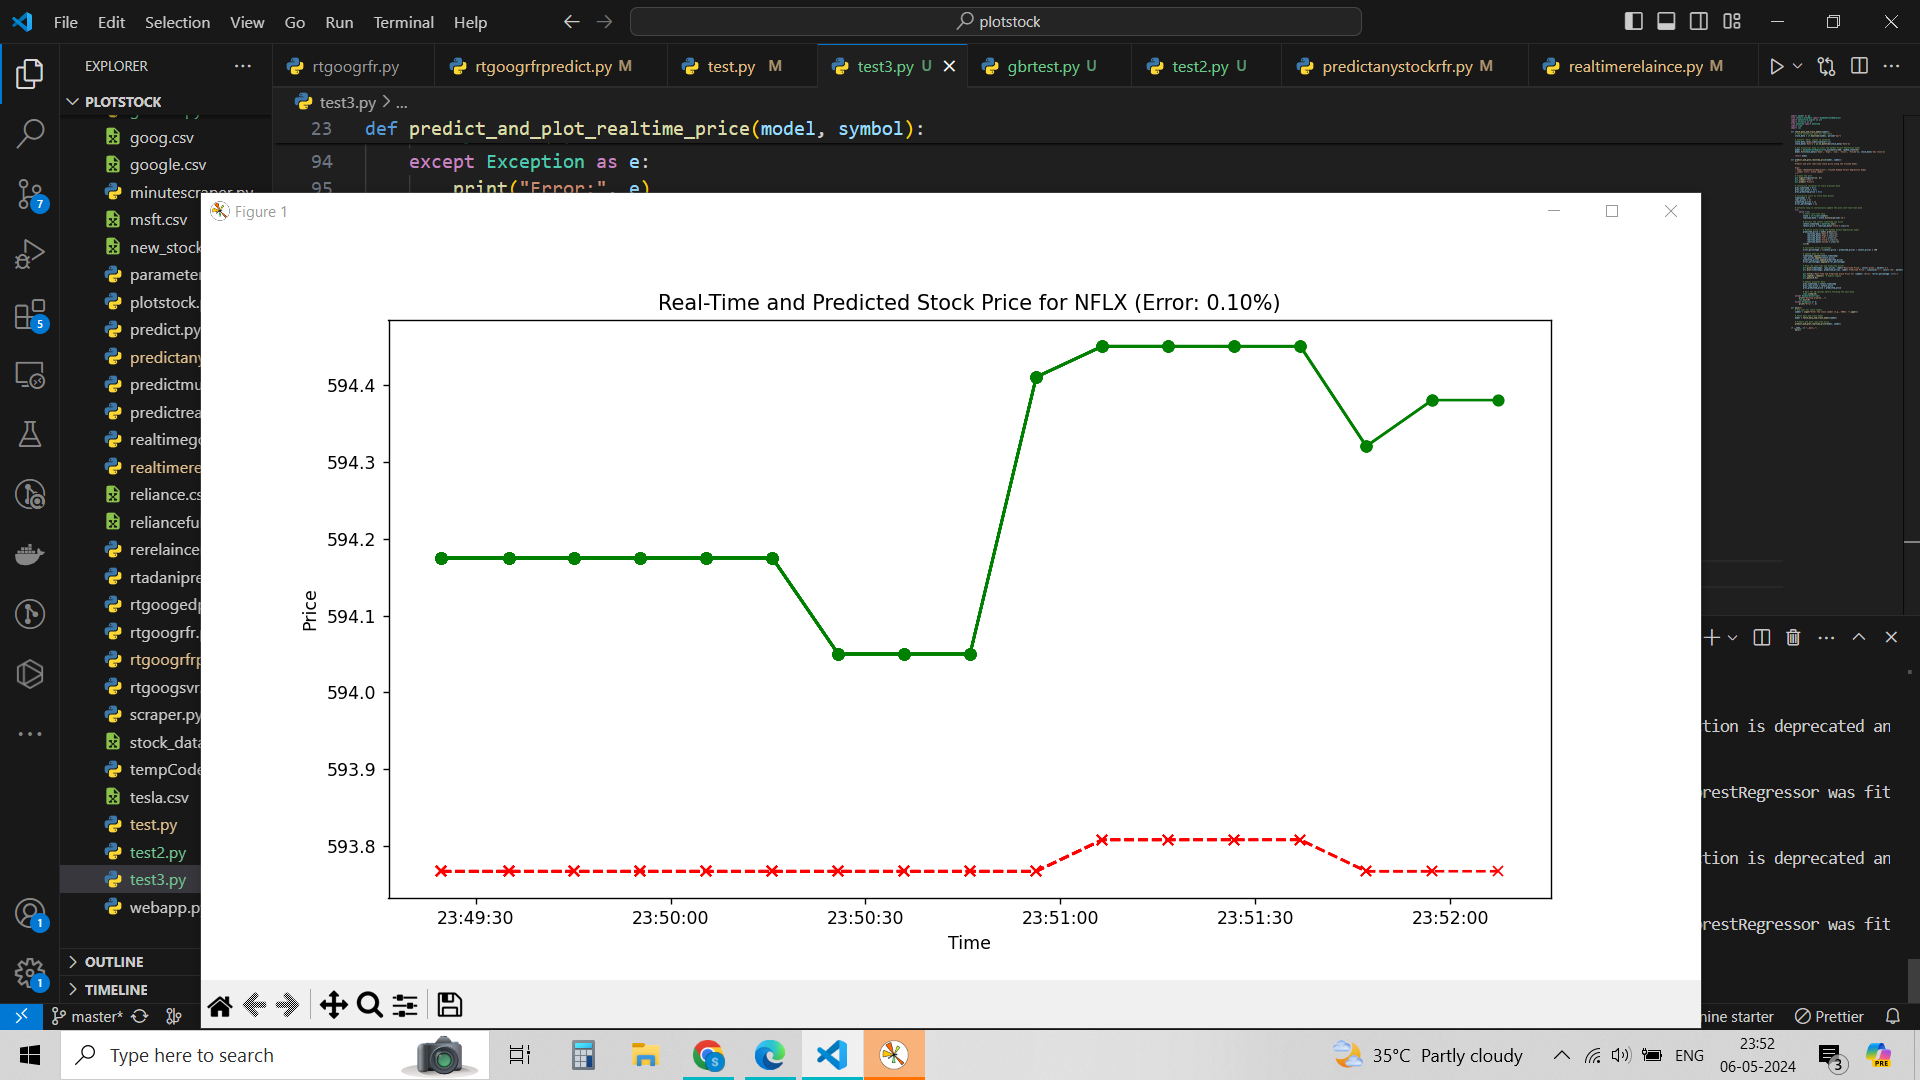 File Edit Selection View Go Run Terminal Help
plotstock
EXPLORER
rtgoogrfr.py
rtgoogrfrpredict.py M
test.py M
test3.py U
gbrtest.py U
test2.py U
predictanystockrfr.py M
realtimerelaince.py M
PLOTSTOCK
test3.py > ...
23 def predict_and_plot_realtime_price(model, symbol):
94 except Exception as e:
95 print("Error:", e)
goog.csv
google.csv
minutescraper.py
msft.csv
new_stock
paramete
plotstock.
predict.py
predictan
predictmu
predictrea
realtimeg
realtimere
reliance.cs
reliancefu
rerelaince
rtadanipre
rtgooged
rtgoogrfr.
rtgoogrfr
rtgoogsvr
scraper.py
stock_data
tempCode
tesla.csv
test.py
test2.py
test3.py
webapp.p
OUTLINE
TIMELINE
7
5
1
1
Figure 1
Real-Time and Predicted Stock Price for NFLX (Error: 0.10%)
Price
594.4
594.3
594.2
594.1
594.0
593.9
593.8
23:49:30 23:50:00 23:50:30 23:51:00 23:51:30 23:52:00
Time
tion is deprecated an
restRegressor was fit
tion is deprecated an
restRegressor was fit
master*
ine starter
Prettier
Type here to search
35°C Partly cloudy
ENG
23:52
06-05-2024
3
PRE